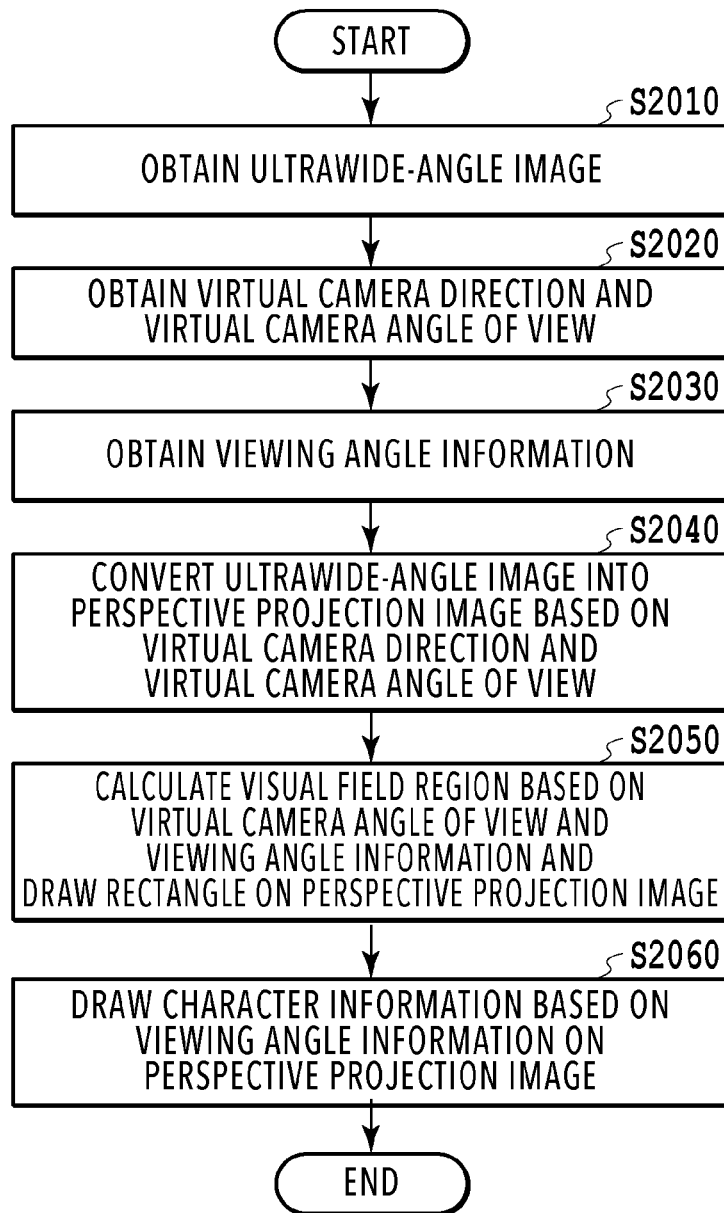 START
S2010
OBTAIN ULTRAWIDE-ANGLE IMAGE
S2020
OBTAIN VIRTUAL CAMERA DIRECTION AND
VIRTUAL CAMERA ANGLE OF VIEW
S2030
OBTAIN VIEWING ANGLE INFORMATION
S2040
CONVERT ULTRAWIDE-ANGLE IMAGE INTO
PERSPECTIVE PROJECTION IMAGE BASED ON
VIRTUAL CAMERA DIRECTION AND
VIRTUAL CAMERA ANGLE OF VIEW
S2050
CALCULATE VISUAL FIELD REGION BASED ON
VIRTUAL CAMERA ANGLE OF VIEW AND
VIEWING ANGLE INFORMATION AND
DRAW RECTANGLE ON PERSPECTIVE PROJECTION IMAGE
S2060
DRAW CHARACTER INFORMATION BASED ON
VIEWING ANGLE INFORMATION ON
PERSPECTIVE PROJECTION IMAGE
END